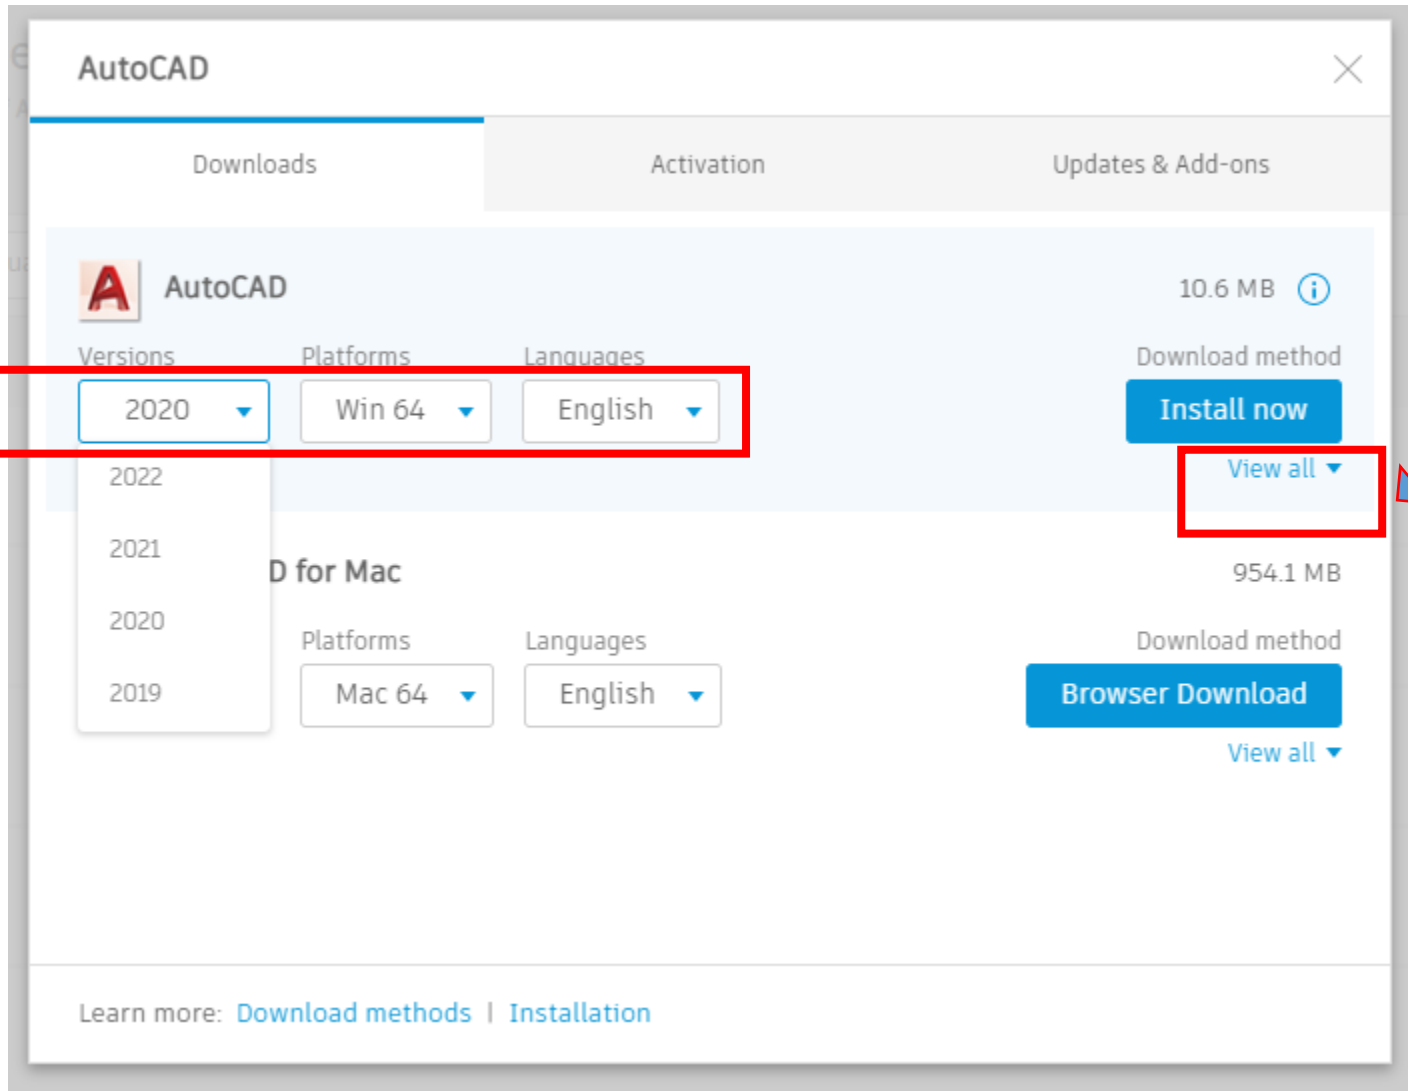 AutoCAD
Downloads Activation Updates & Add-ons
AutoCAD 10.6 MB
Versions Platforms Languages Download method
2020 Win 64 English Install now
View all
2022
2021
2020
2019
D for Mac 954.1 MB
Platforms Languages Download method
Mac 64 English Browser Download
View all
Learn more: Download methods | Installation